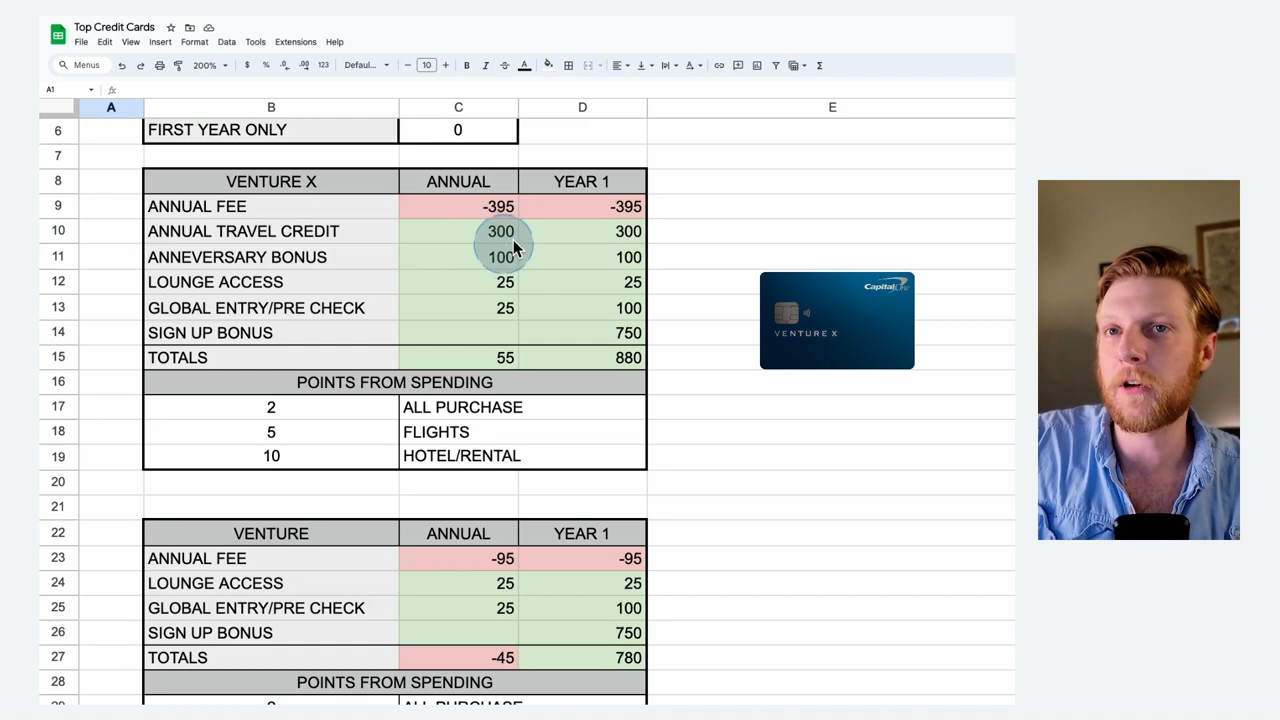 Top Credit Cards
File Edit View Insert Format Data Tools Extensions Help
Menus 200% $ % .0 .00 123 Defaul... 10 B I S A Σ
A1 fx
A B C D E
6 FIRST YEAR ONLY 0
7
8 VENTURE X ANNUAL YEAR 1
9 ANNUAL FEE -395 -395
10 ANNUAL TRAVEL CREDIT 300 300
11 ANNEVERSARY BONUS 100 100
12 LOUNGE ACCESS 25 25
13 GLOBAL ENTRY/PRE CHECK 25 100
14 SIGN UP BONUS 750
15 TOTALS 55 880
16 POINTS FROM SPENDING
17 2 ALL PURCHASE
18 5 FLIGHTS
19 10 HOTEL/RENTAL
20
21
22 VENTURE ANNUAL YEAR 1
23 ANNUAL FEE -95 -95
24 LOUNGE ACCESS 25 25
25 GLOBAL ENTRY/PRE CHECK 25 100
26 SIGN UP BONUS 750
27 TOTALS -45 780
28 POINTS FROM SPENDING
Capital One
VENTURE X